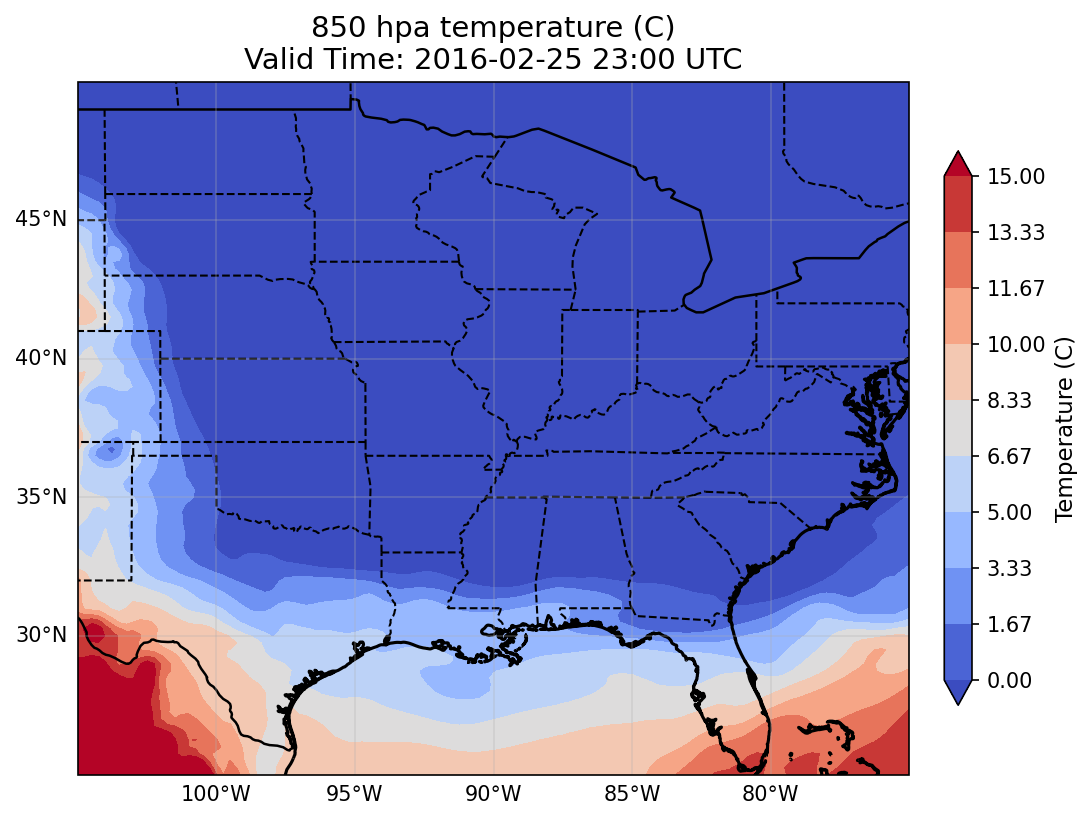 850 hpa temperature (C)
Valid Time: 2016-02-25 23:00 UTC
45°N
40°N
35°N
30°N
100°W
95°W
90°W
85°W
80°W
15.00
13.33
11.67
10.00
8.33
6.67
5.00
3.33
1.67
0.00
Temperature (C)